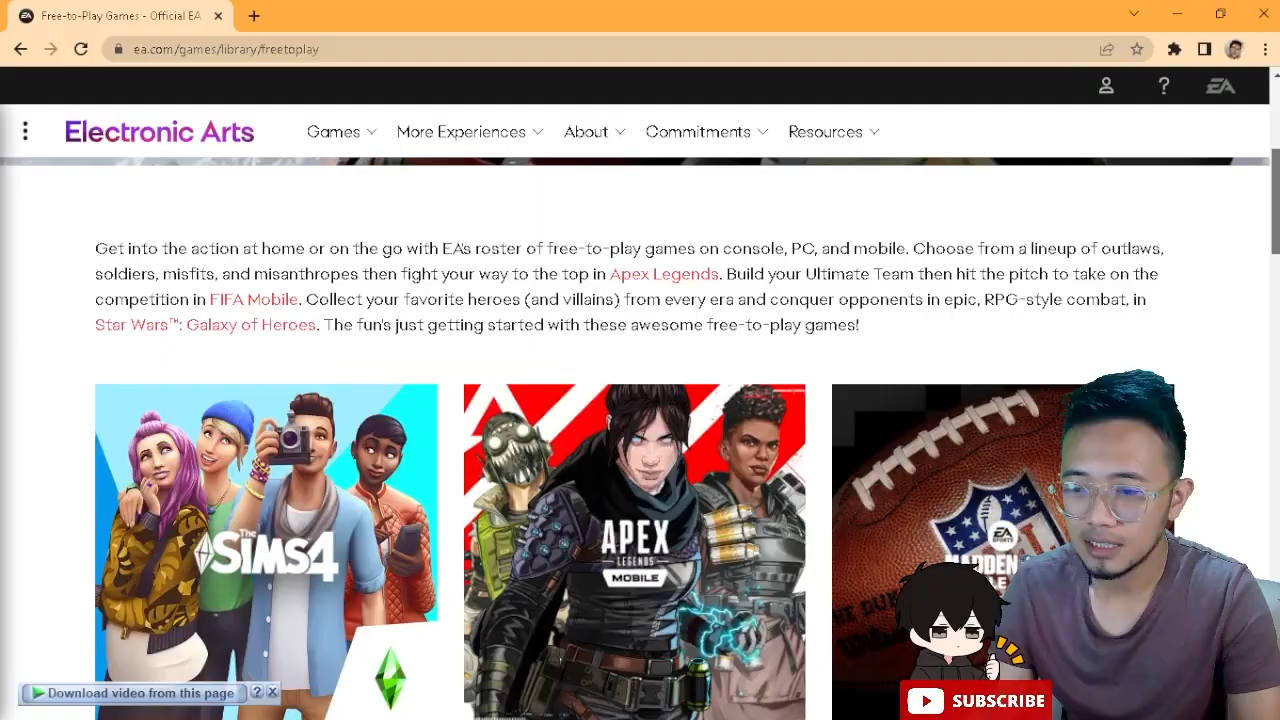 Free-to-Play Games - Official EA
ea.com/games/library/freetoplay
EA
Electronic Arts
Games
More Experiences
About
Commitments
Resources
Get into the action at home or on the go with EA's roster of free-to-play games on console, PC, and mobile. Choose from a lineup of outlaws,
soldiers, misfits, and misanthropes then fight your way to the top in Apex Legends. Build your Ultimate Team then hit the pitch to take on the
competition in FIFA Mobile. Collect your favorite heroes (and villains) from every era and conquer opponents in epic, RPG-style combat, in
Star Wars™: Galaxy of Heroes. The fun's just getting started with these awesome free-to-play games!
The SIMS4
APEX
LEGENDS
MOBILE
EA
SPORTS
MADDEN
Download video from this page
?
SUBSCRIBE